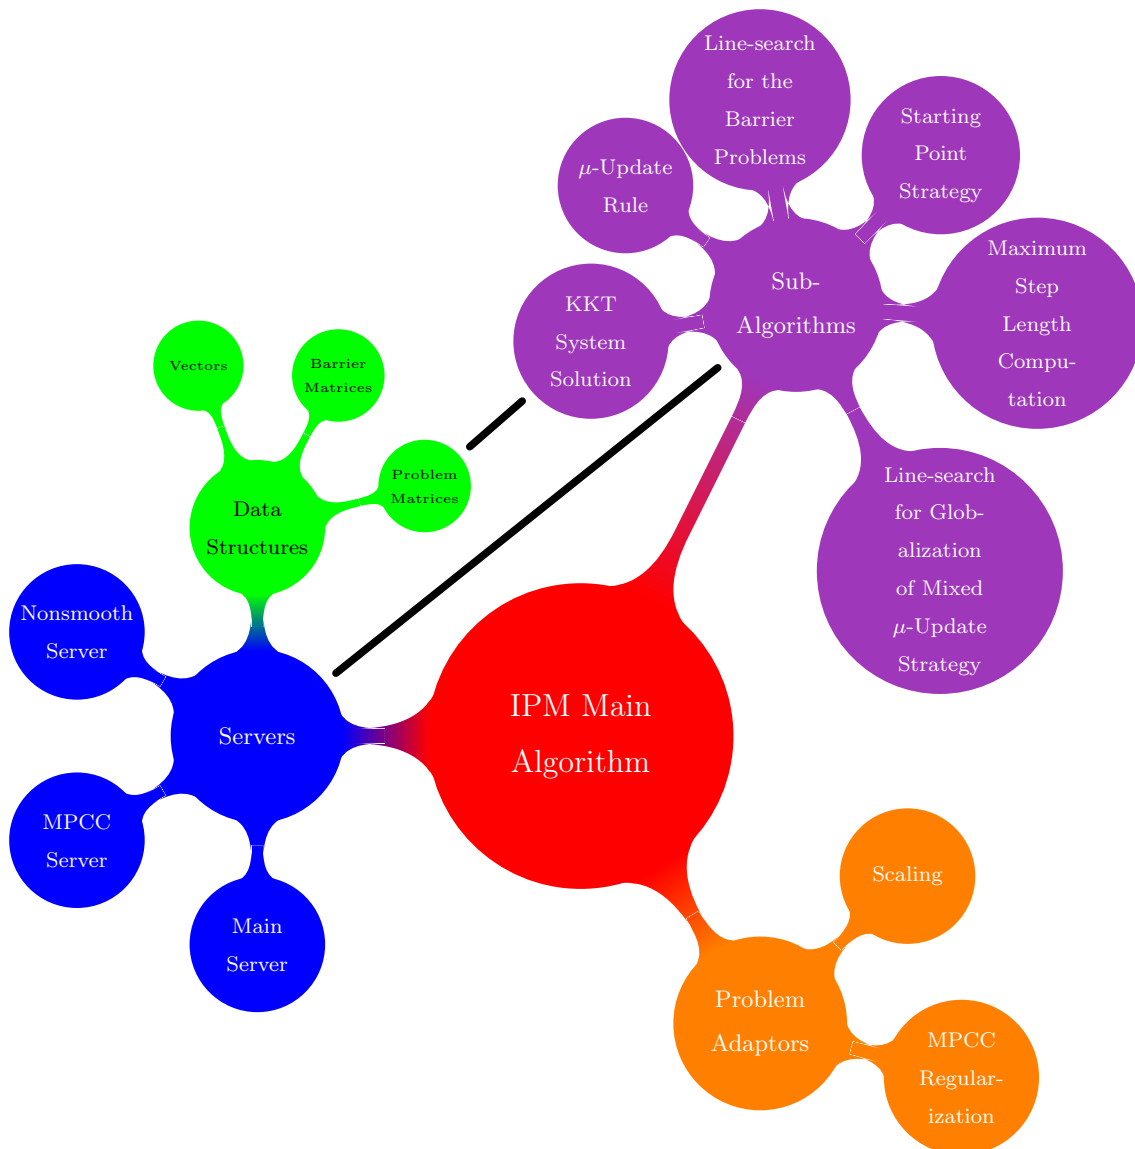 Line-search
for the
Barrier
Problems
Starting
Point
Strategy
μ-Update
Rule
Maximum
Step
Length
Compu-
tation
Sub-
Algorithms
KKT
System
Solution
Vectors
Barrier
Matrices
Problem
Matrices
Data
Structures
Line-search
for Glob-
alization
of Mixed
μ-Update
Strategy
Nonsmooth
Server
IPM Main
Algorithm
Servers
MPCC
Server
Main
Server
Scaling
Problem
Adaptors
MPCC
Regular-
ization